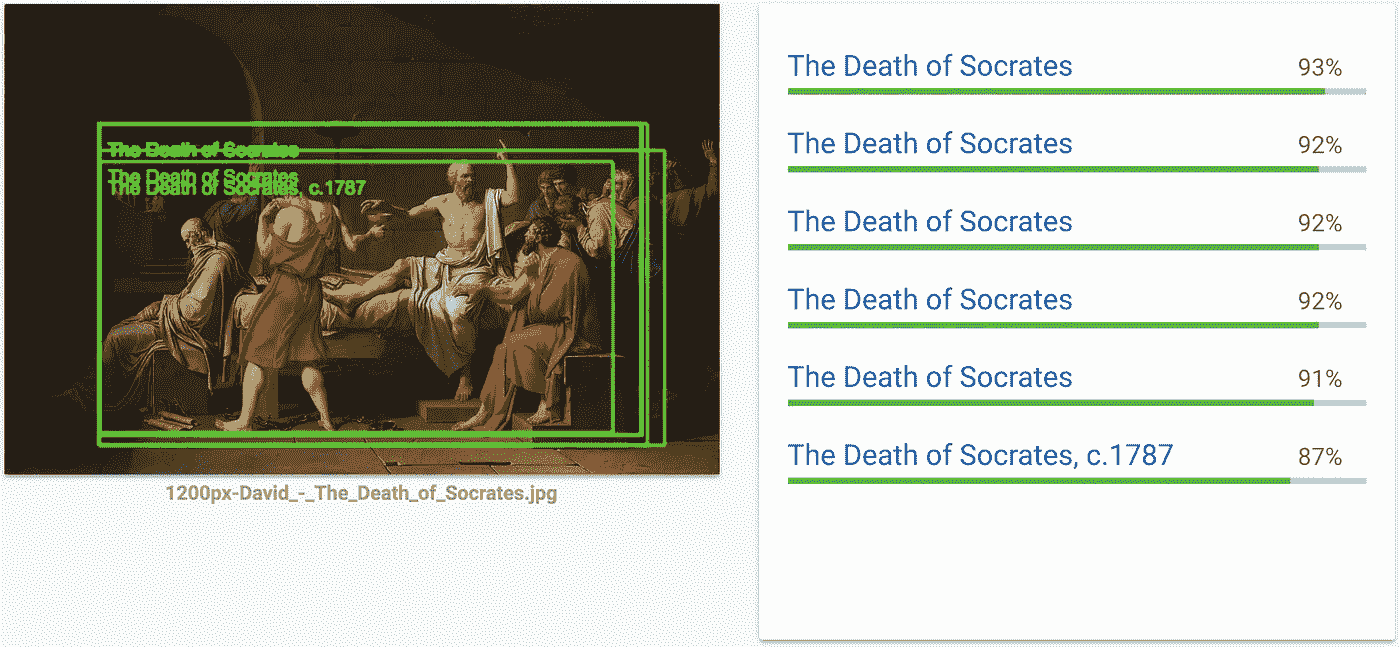 The Death of Socrates
The Death of Socrates
The Death of Socrates, c.1787
1200px-David_-_The_Death_of_Socrates.jpg
The Death of Socrates 93%
The Death of Socrates 92%
The Death of Socrates 92%
The Death of Socrates 92%
The Death of Socrates 91%
The Death of Socrates, c.1787 87%